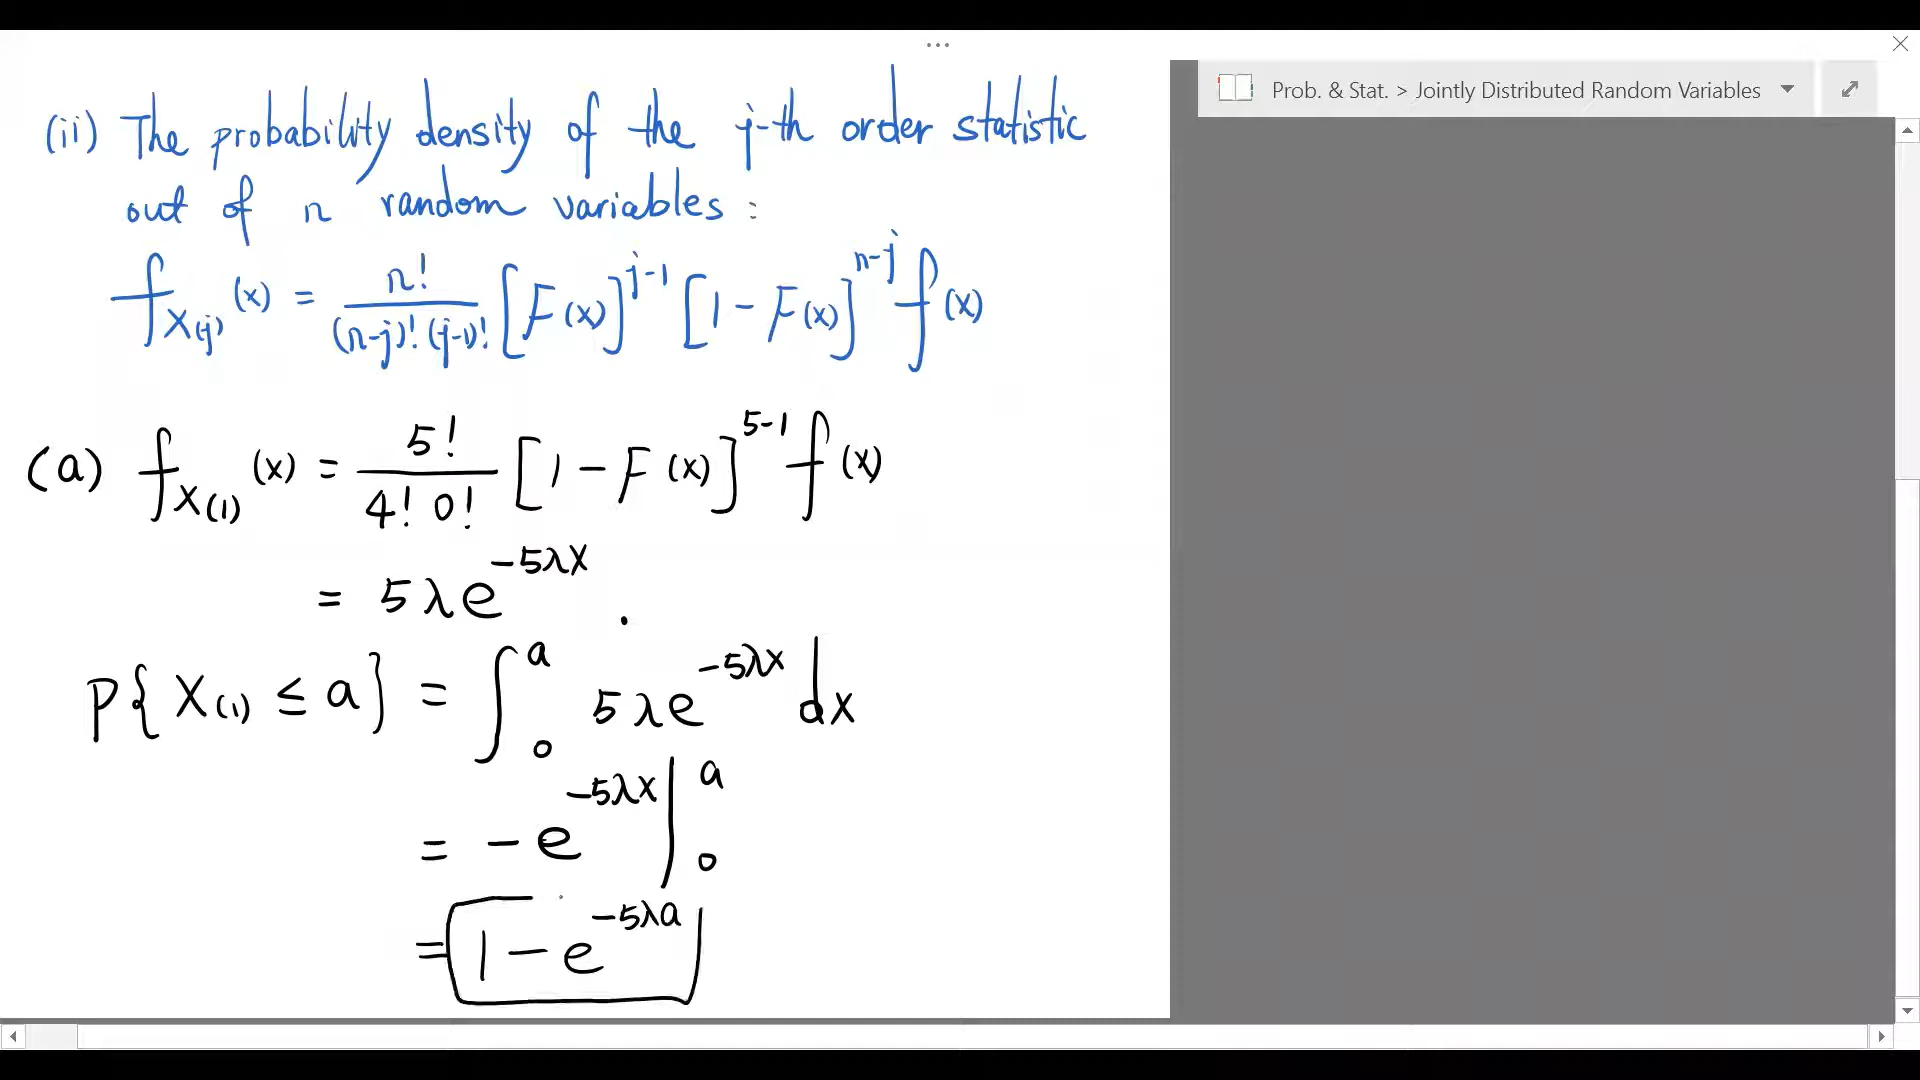 Prob. & Stat. > Jointly Distributed Random Variables
(ii) The probability density of the j-th order statistic
out of n random variables :
f_{X_{(j)}}(x) = \frac{n!}{(n-j)! (j-1)!} [F(x)]^{j-1} [1 - F(x)]^{n-j} f(x)
(a) f_{X_{(1)}}(x) = \frac{5!}{4! 0!} [1 - F(x)]^{5-1} f(x)
= 5λe^{-5λx} .
P{X_{(1)} ≤ a} = ∫_0^a 5λe^{-5λx} dx
= -e^{-5λx} |_0^a
= 1 - e^{-5λa}